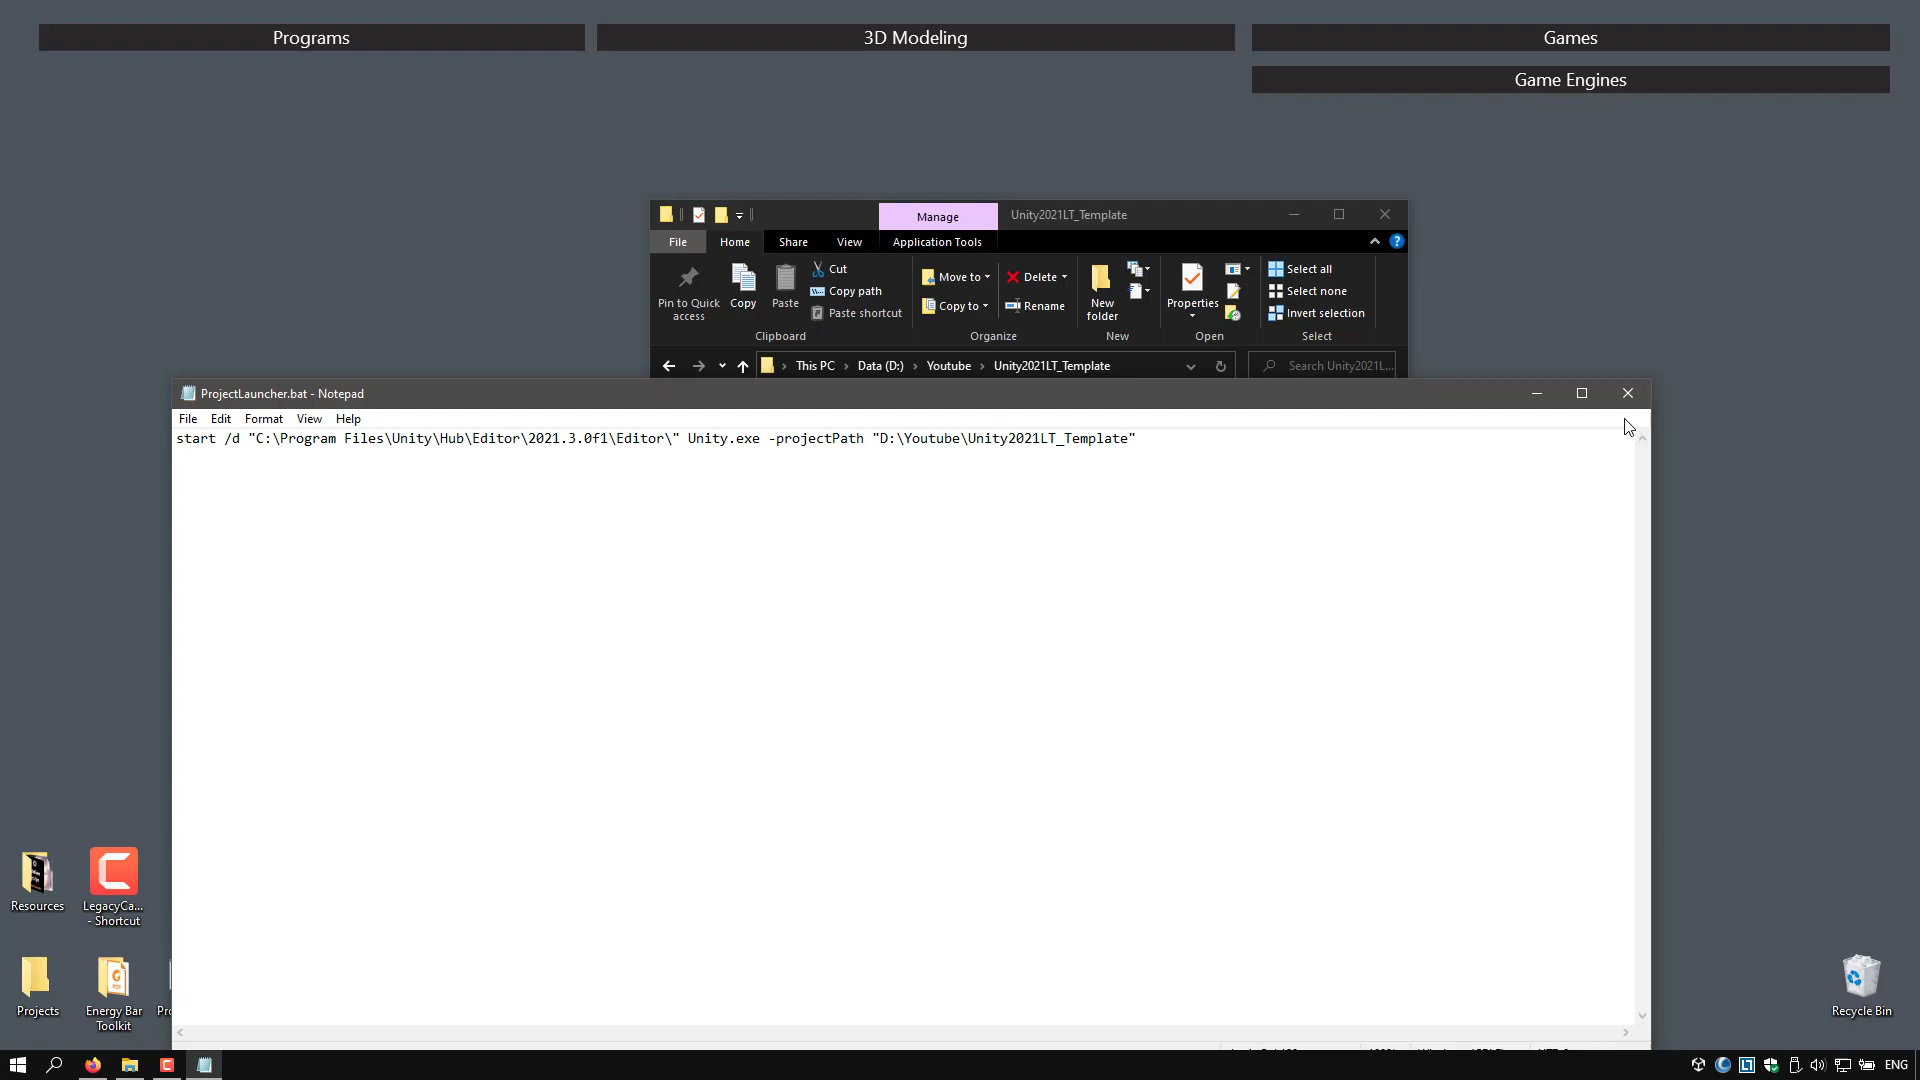 Programs
3D Modeling
Games
Game Engines
Manage
Unity2021LT_Template
File
Home
Share
View
Application Tools
Pin to Quick access
Copy
Paste
Cut
Copy path
Paste shortcut
Clipboard
Move to
Copy to
Delete
Rename
Organize
New folder
New
Properties
Open
Select all
Select none
Invert selection
Select
This PC › Data (D:) › Youtube › Unity2021LT_Template
Search Unity2021L...
ProjectLauncher.bat - Notepad
File Edit Format View Help
start /d "C:\Program Files\Unity\Hub\Editor\2021.3.0f1\Editor\" Unity.exe -projectPath "D:\Youtube\Unity2021LT_Template"
Resources
LegacyCa...
- Shortcut
Projects
Energy Bar
Toolkit
Recycle Bin
ENG